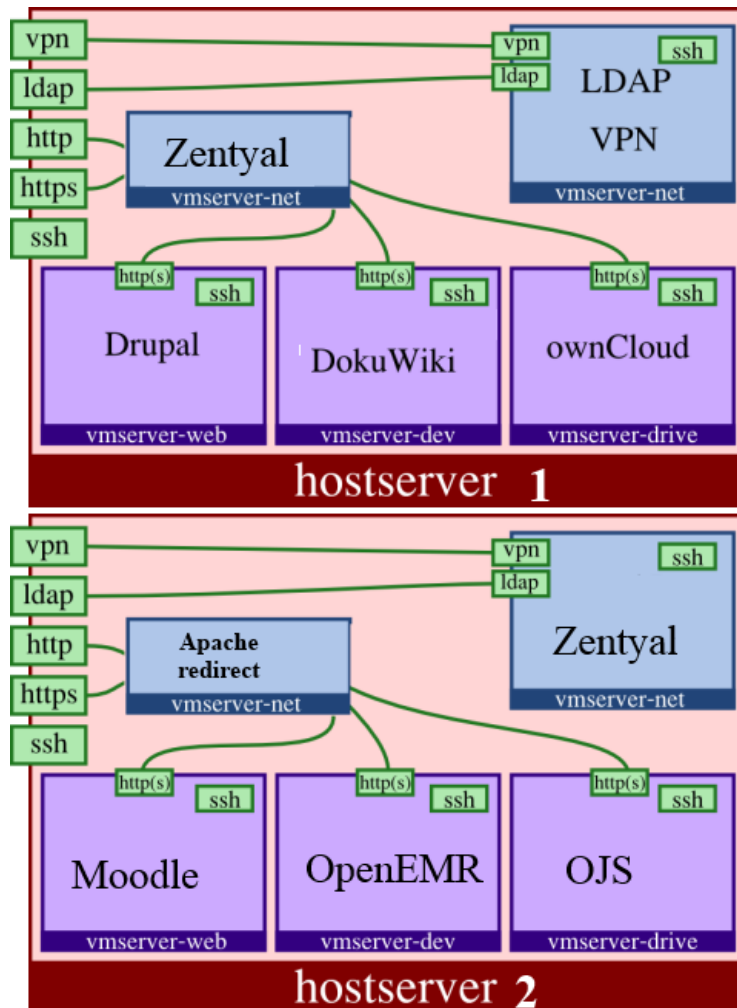 vpn
vpn
ssh
ldap
ldap
LDAP
http
VPN
Zentyal
https
vmserver-net
vmserver-net
ssh
http(s)
http(s)
http(s)
ssh
ssh
ssh
Drupal
DokuWiki
ownCloud
vmserver-web
vmserver-dev
vmserver-drive
hostserver 1
vpn
vpn
ssh
ldap
ldap
http
Apache
redirect
Zentyal
https
vmserver-net
vmserver-net
ssh
http(s)
http(s)
http(s)
ssh
ssh
ssh
Moodle
OpenEMR
OJS
vmserver-web
vmserver-dev
vmserver-drive
hostserver 2